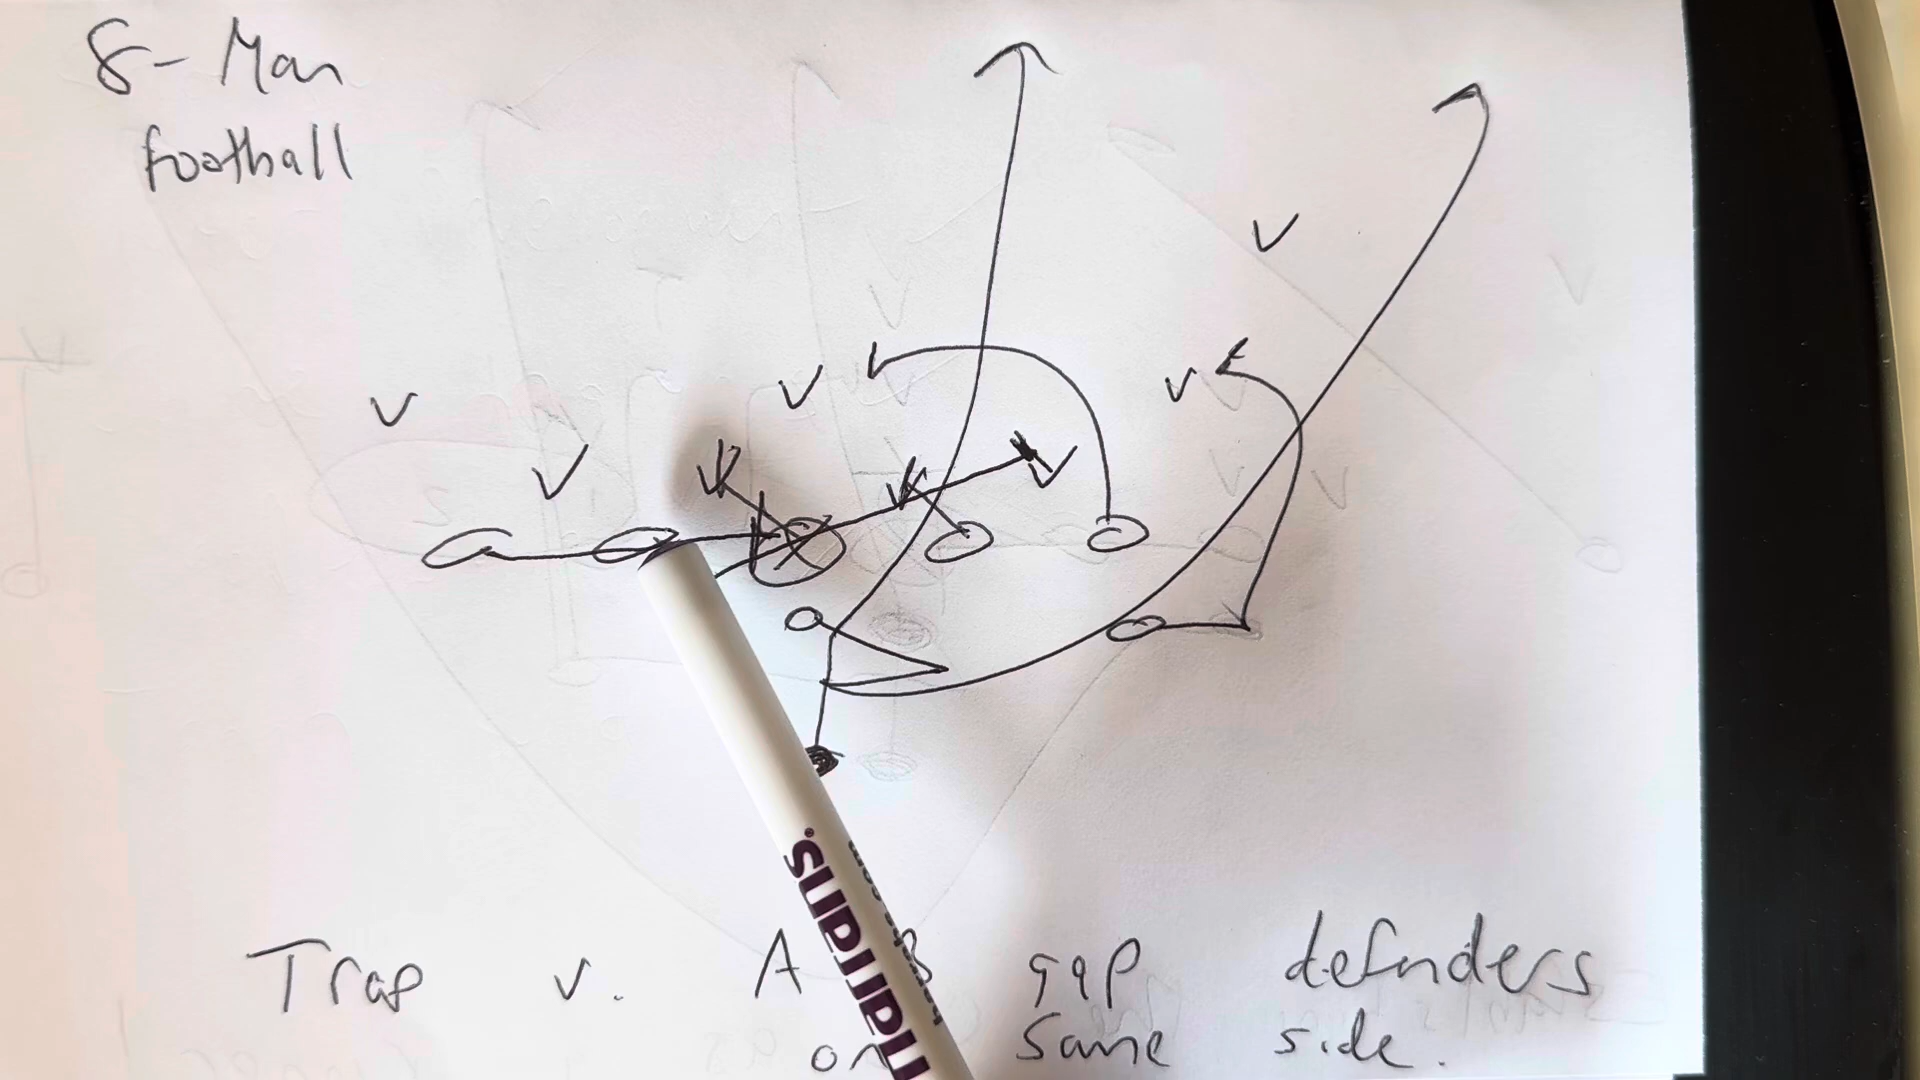 8-Man
football
Trap v. A B gap defenders
on same side.